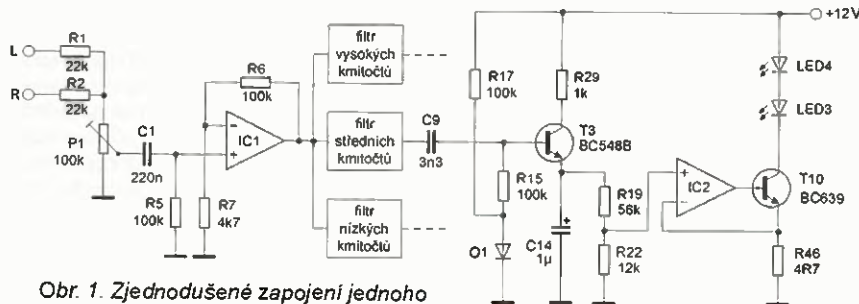 +12V
L
R1
22k
R
R2
22k
P1
100k
C1
220n
R5
100k
R6
100k
IC1
R7
4k7
filtr
vysokých
kmitočtů
filtr
středních
kmitočtů
filtr
nízkých
kmitočtů
C9
3n3
R17
100k
R15
100k
O1
R29
1k
T3
BC548B
C14
1µ
+
R19
56k
R22
12k
IC2
LED4
LED3
T10
BC639
R46
4R7
Obr. 1. Zjednodušené zapojení jednoho